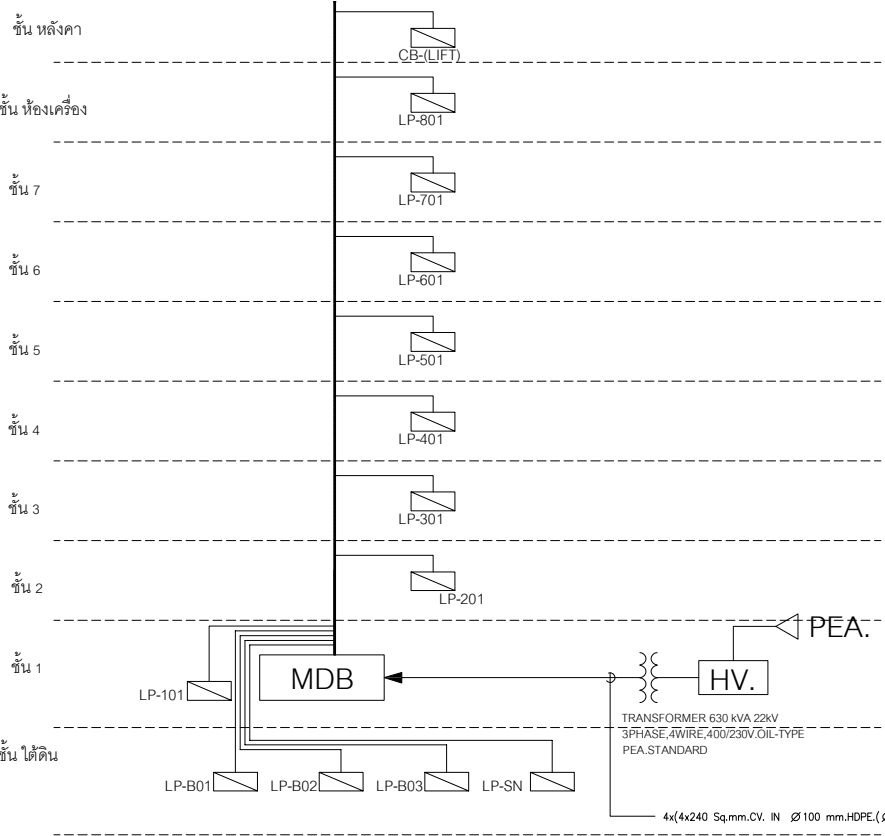 ชั้น หลังคา
CB-(LIFT)
ชั้น ห้องเครื่อง
LP-801
ชั้น 7
LP-701
ชั้น 6
LP-601
ชั้น 5
LP-501
ชั้น 4
LP-401
ชั้น 3
LP-301
ชั้น 2
LP-201
PEA.
ชั้น 1
LP-101
MDB
HV.
TRANSFORMER 630 kVA 22kV
3PHASE,4WIRE,400/230V.OIL-TYPE
PEA.STANDARD
ชั้น ใต้ดิน
LP-B01
LP-B02
LP-B03
LP-SN
4x(4x240 Sq.mm.CV. IN Ø100 mm.HDPE.(